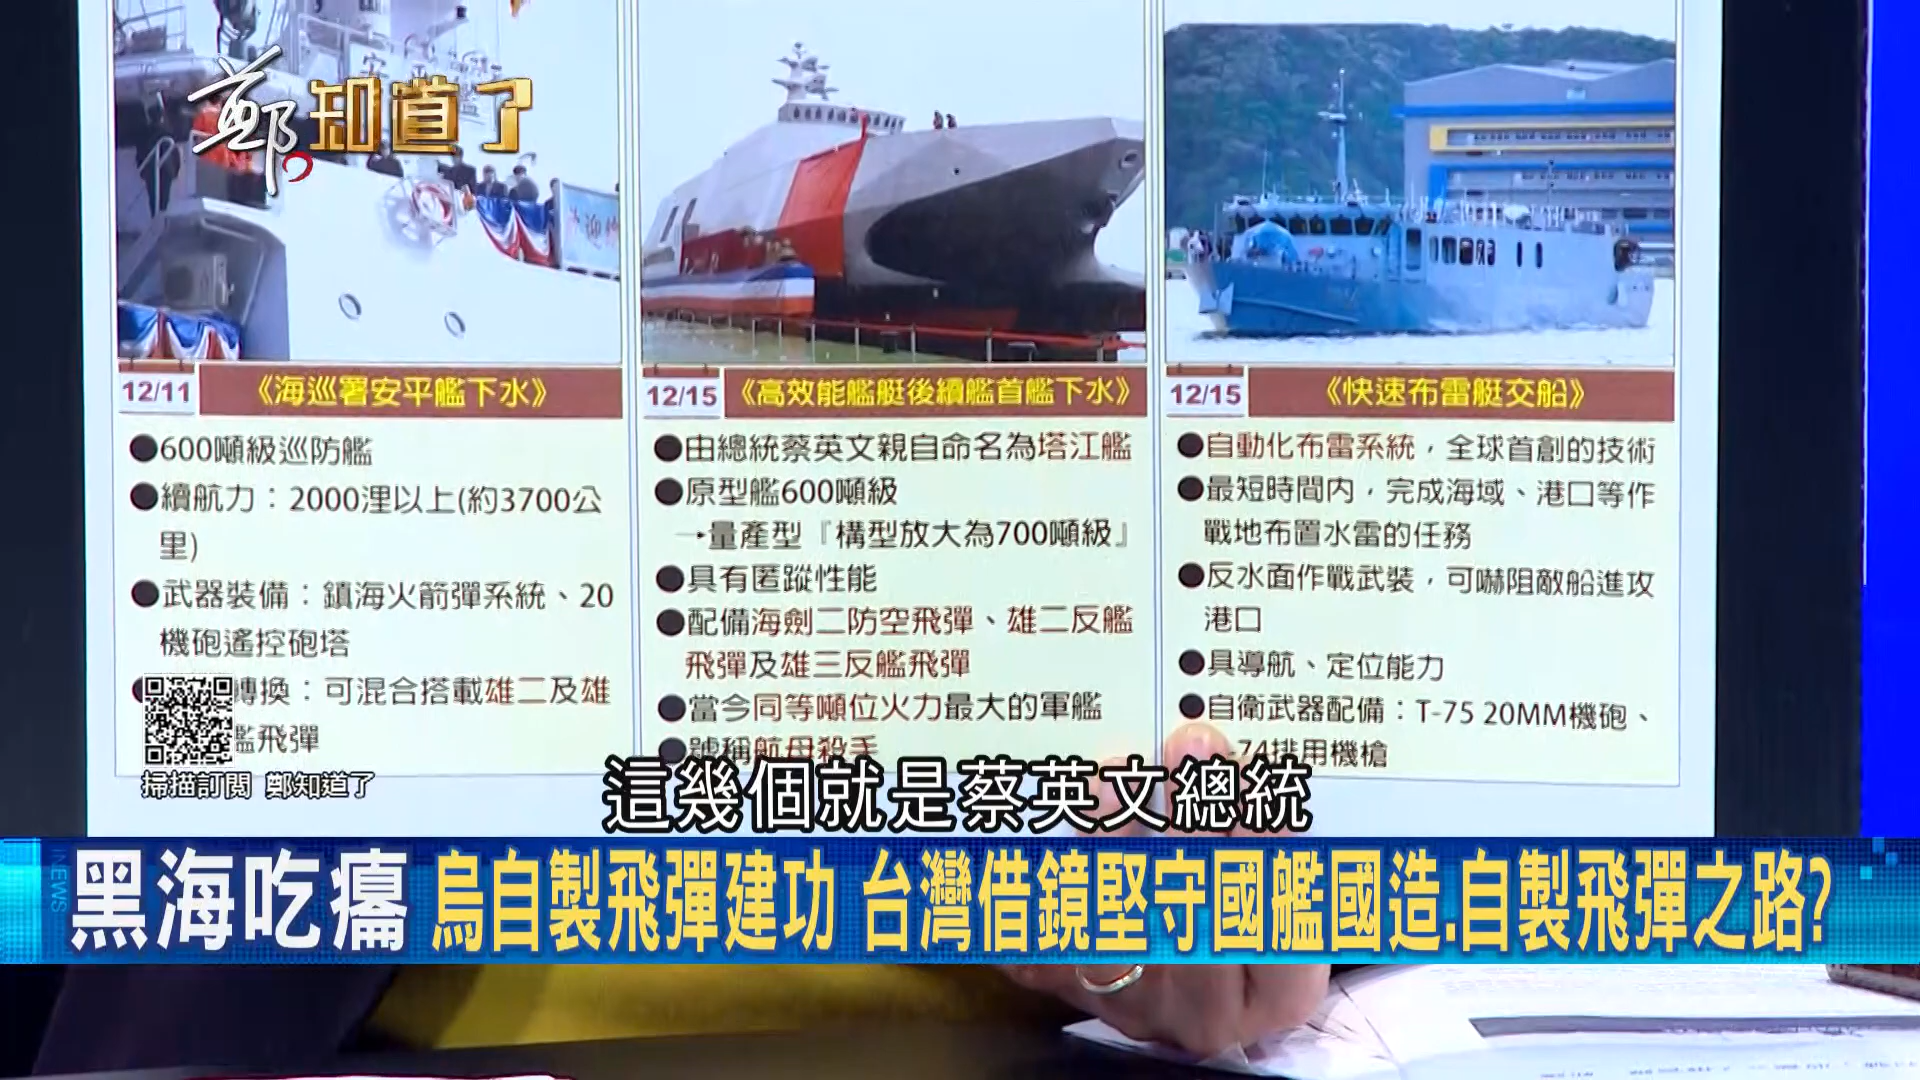 鄭知道了
歡迎
12/11
《海巡署安平艦下水》
●600噸級巡防艦
●續航力：2000浬以上(約3700公
里)
●武器裝備：鎮海火箭彈系統、20
機砲遙控砲塔
轉換：可混合搭載雄二及雄
艦飛彈
12/15
《高效能艦艇後續艦首艦下水》
●由總統蔡英文親自命名為塔江艦
●原型艦600噸級
→量產型『構型放大為700噸級』
●具有匿蹤性能
●配備海劍二防空飛彈、雄二反艦
飛彈及雄三反艦飛彈
●當今同等噸位火力最大的軍艦
●號稱航母殺手
12/15
《快速布雷艇交船》
●自動化布雷系統，全球首創的技術
●最短時間內，完成海域、港口等作
戰地布置水雷的任務
●反水面作戰武裝，可嚇阻敵船進攻
港口
●具導航、定位能力
●自衛武器配備：T-75 20MM機砲、
-74排用機槍
掃描訂閱 鄭知道了
這幾個就是蔡英文總統
INEWS
黑海吃癟 烏自製飛彈建功 台灣借鏡堅守國艦國造.自製飛彈之路?